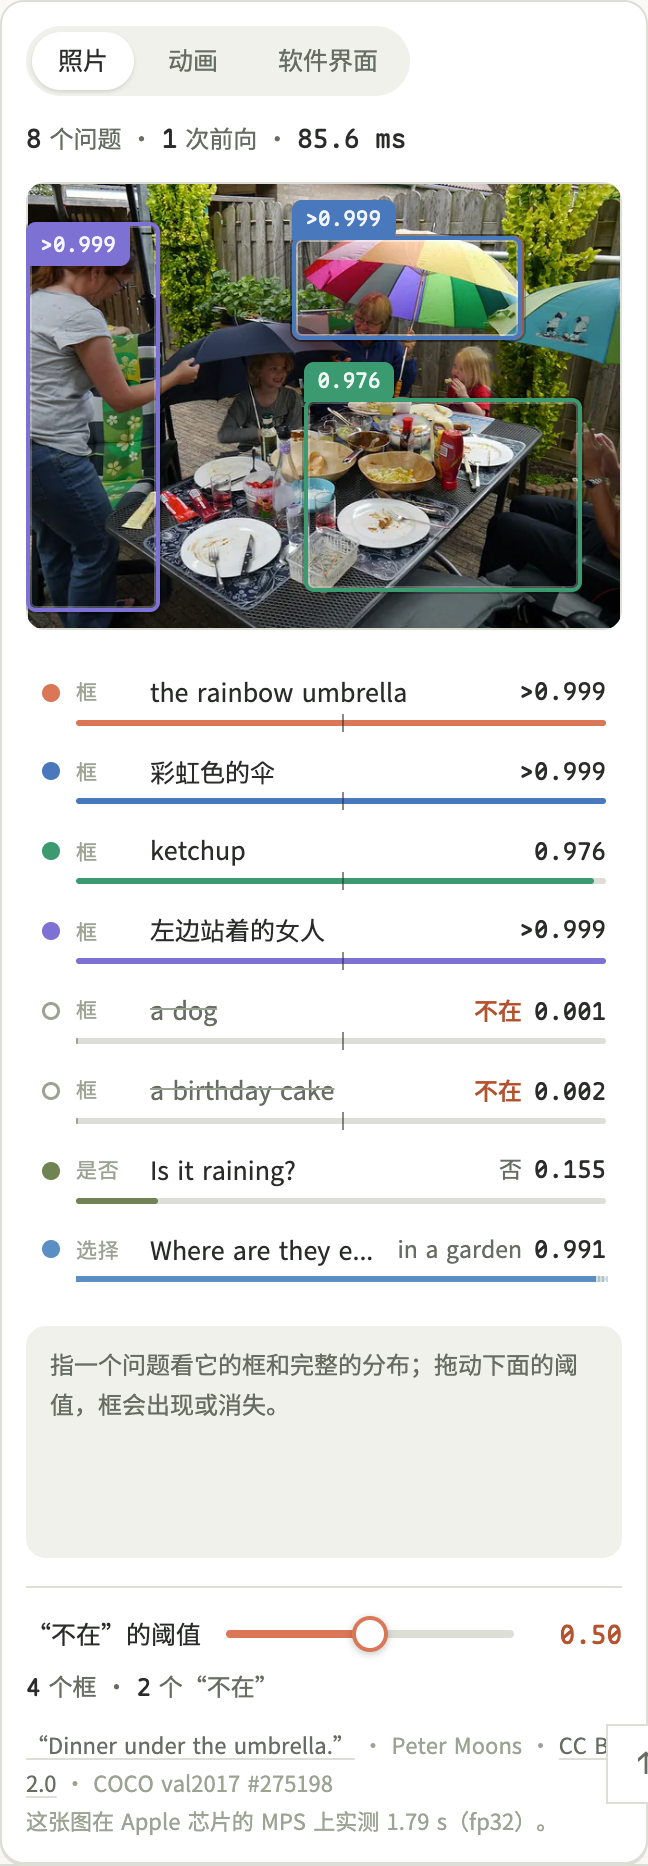 照片 动画 软件界面
8 个问题 · 1 次前向 · 85.6 ms
>0.999
>0.999
0.976
框 the rainbow umbrella >0.999
框 彩虹色的伞 >0.999
框 ketchup 0.976
框 左边站着的女人 >0.999
框 a dog 不在 0.001
框 a birthday cake 不在 0.002
是否 Is it raining? 否 0.155
选择 Where are they e... in a garden 0.991
指一个问题看它的框和完整的分布；拖动下面的阈
值，框会出现或消失。
“不在”的阈值 0.50
4 个框 · 2 个“不在”
“Dinner under the umbrella.” · Peter Moons · CC B
2.0 · COCO val2017 #275198
这张图在 Apple 芯片的 MPS 上实测 1.79 s（fp32）。